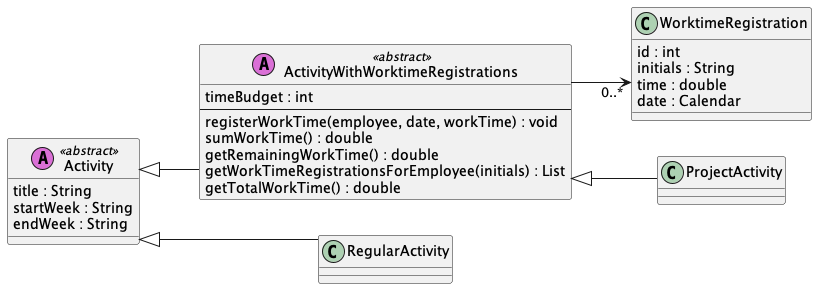 C WorktimeRegistration
id : int
initials : String
time : double
date : Calendar
A «abstract»
ActivityWithWorktimeRegistrations
timeBudget : int
registerWorkTime(employee, date, workTime) : void
sumWorkTime() : double
getRemainingWorkTime() : double
getWorkTimeRegistrationsForEmployee(initials) : List
getTotalWorkTime() : double
0..*
A «abstract»
Activity
title : String
startWeek : String
endWeek : String
C ProjectActivity
C RegularActivity